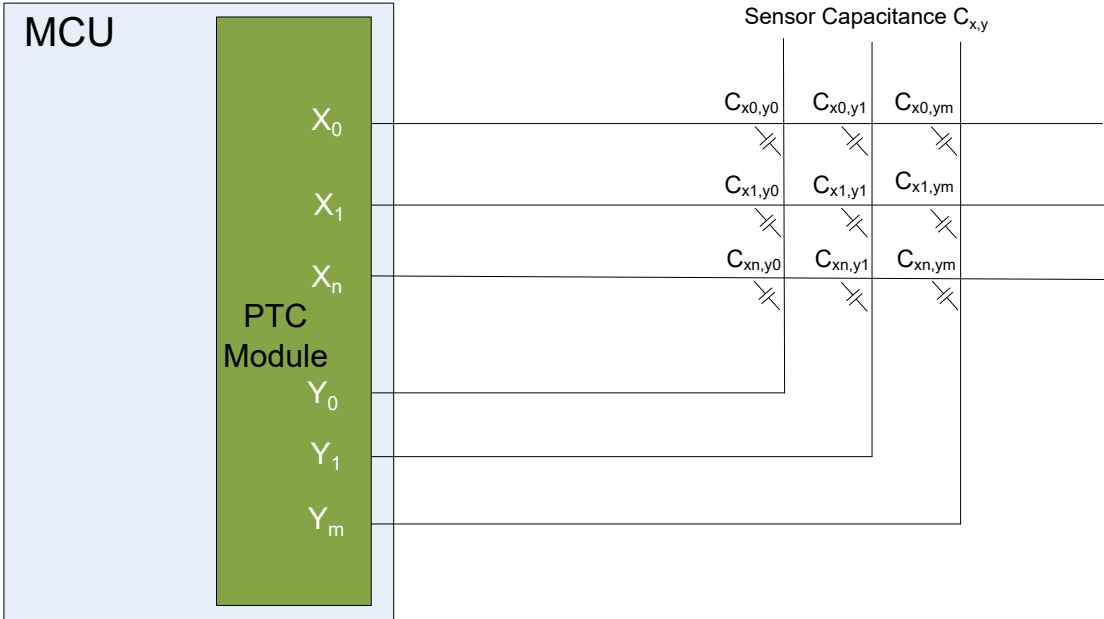 MCU
Sensor Capacitance Cx,y
X0
Cx0,y0 Cx0,y1 Cx0,ym
X1
Cx1,y0 Cx1,y1 Cx1,ym
Xn
Cxn,y0 Cxn,y1 Cxn,ym
PTC
Module
Y0
Y1
Ym